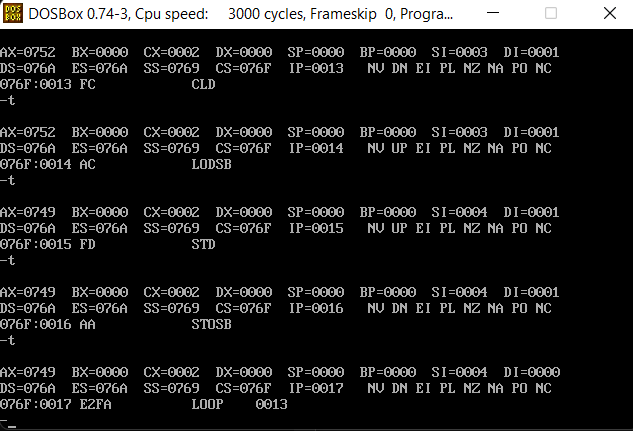 DOS BOX DOSBox 0.74-3, Cpu speed: 3000 cycles, Frameskip 0, Progra...
AX=0752 BX=0000 CX=0002 DX=0000 SP=0000 BP=0000 SI=0003 DI=0001
DS=076A ES=076A SS=0769 CS=076F IP=0013 NV DN EI PL NZ NA PO NC
076F:0013 FC CLD
-t
AX=0752 BX=0000 CX=0002 DX=0000 SP=0000 BP=0000 SI=0003 DI=0001
DS=076A ES=076A SS=0769 CS=076F IP=0014 NV UP EI PL NZ NA PO NC
076F:0014 AC LODSB
-t
AX=0749 BX=0000 CX=0002 DX=0000 SP=0000 BP=0000 SI=0004 DI=0001
DS=076A ES=076A SS=0769 CS=076F IP=0015 NV UP EI PL NZ NA PO NC
076F:0015 FD STD
-t
AX=0749 BX=0000 CX=0002 DX=0000 SP=0000 BP=0000 SI=0004 DI=0001
DS=076A ES=076A SS=0769 CS=076F IP=0016 NV DN EI PL NZ NA PO NC
076F:0016 AA STOSB
-t
AX=0749 BX=0000 CX=0002 DX=0000 SP=0000 BP=0000 SI=0004 DI=0000
DS=076A ES=076A SS=0769 CS=076F IP=0017 NV DN EI PL NZ NA PO NC
076F:0017 E2FA LOOP 0013
-_